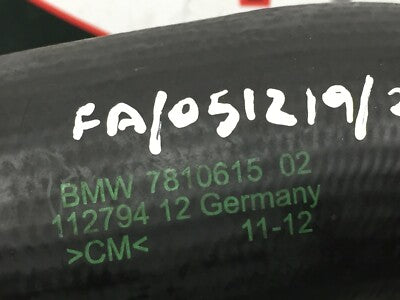 FA/051219/2
BMW 7810615 02
112794 12 Germany
>CM< 11-12